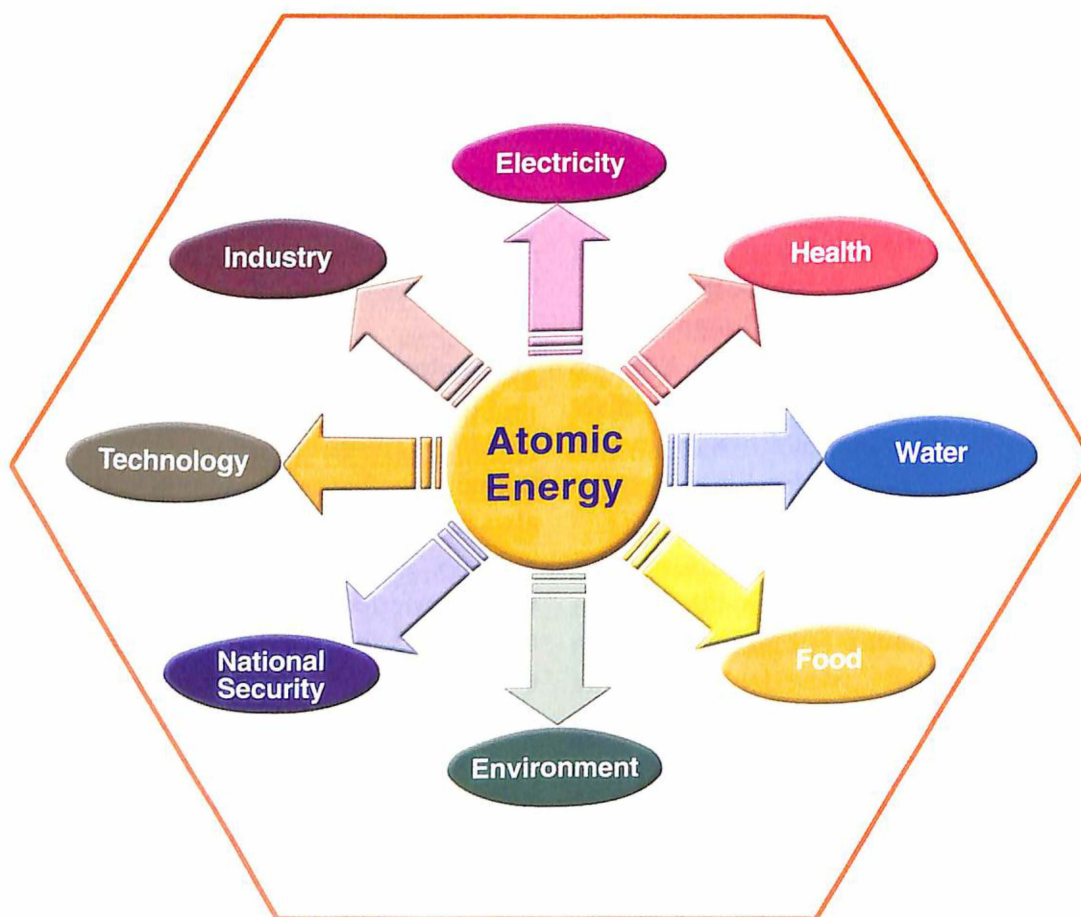 Electricity
Industry
Health
Atomic
Energy
Technology
Water
National
Security
Food
Environment